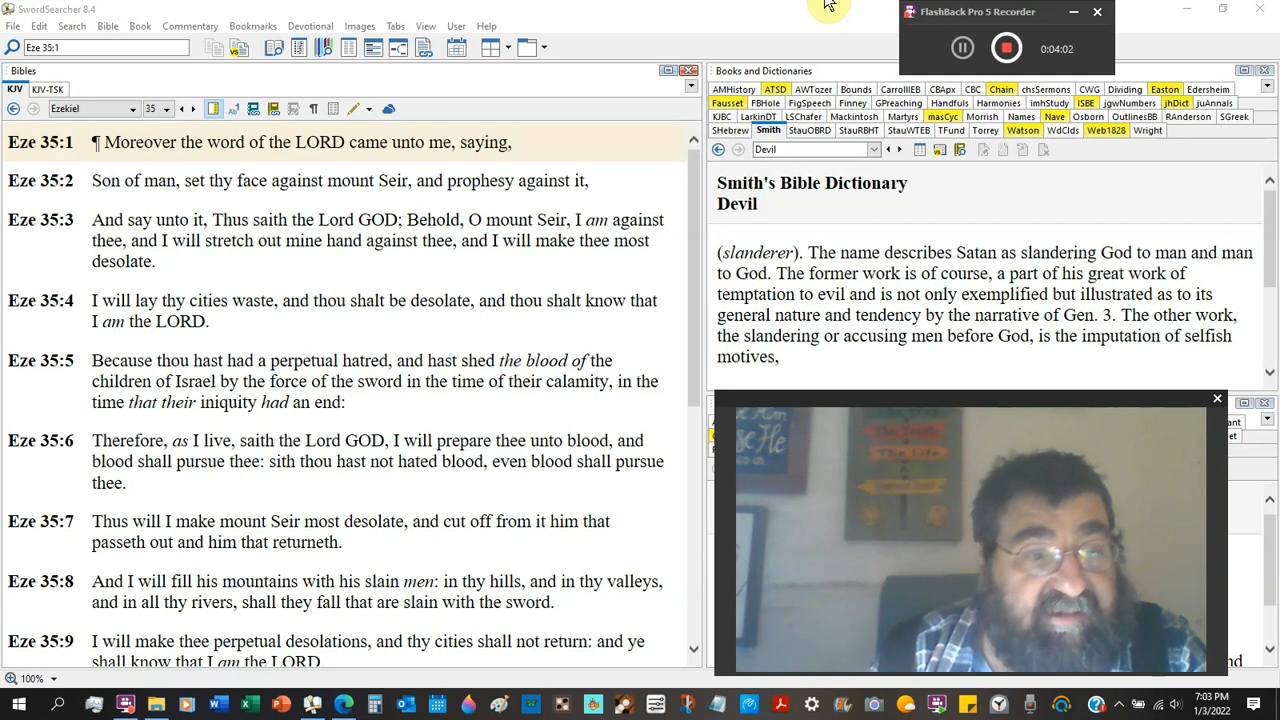 SwordSearcher 8.4
FlashBack Pro 5 Recorder
0:04:02
File Edit Search Bible Book Commentary Bookmarks Devotional Images Tabs View User Help
Eze 35:1
Bibles
KJV KJV-TSK
Ezekiel 35
Eze 35:1 ¶ Moreover the word of the LORD came unto me, saying,
Eze 35:2 Son of man, set thy face against mount Seir, and prophesy against it,
Eze 35:3 And say unto it, Thus saith the Lord GOD; Behold, O mount Seir, I am against
thee, and I will stretch out mine hand against thee, and I will make thee most
desolate.
Eze 35:4 I will lay thy cities waste, and thou shalt be desolate, and thou shalt know that
I am the LORD.
Eze 35:5 Because thou hast had a perpetual hatred, and hast shed the blood of the
children of Israel by the force of the sword in the time of their calamity, in the
time that their iniquity had an end:
Eze 35:6 Therefore, as I live, saith the Lord GOD, I will prepare thee unto blood, and
blood shall pursue thee: sith thou hast not hated blood, even blood shall pursue
thee.
Eze 35:7 Thus will I make mount Seir most desolate, and cut off from it him that
passeth out and him that returneth.
Eze 35:8 And I will fill his mountains with his slain men: in thy hills, and in thy valleys,
and in all thy rivers, shall they fall that are slain with the sword.
Eze 35:9 I will make thee perpetual desolations, and thy cities shall not return: and ye
shall know that I am the LORD
100%
Books and Dictionaries
AMHistory ATSD AWTozer Bounds CarrollIEB CBApx CBC Chain chsSermons CWG Dividing Easton Edersheim
Fausset FBHole FigSpeech Finney GPreaching Handfuls Harmonies imhStudy ISBE jgwNumbers jhDict juAnnals
KJBC LarkinDT LSChafer Mackintosh Martyrs masCyc Morrish Names Nave Osborn OutlinesBB RAnderson SGreek
SHebrew Smith StauOBRD StauRBHT StauWTEB TFund Torrey Watson WdClds Web1828 Wright
Devil
Smith's Bible Dictionary
Devil
(slanderer). The name describes Satan as slandering God to man and man
to God. The former work is of course, a part of his great work of
temptation to evil and is not only exemplified but illustrated as to its
general nature and tendency by the narrative of Gen. 3. The other work,
the slandering or accusing men before God, is the imputation of selfish
motives,
The Life
7:03 PM
1/3/2022